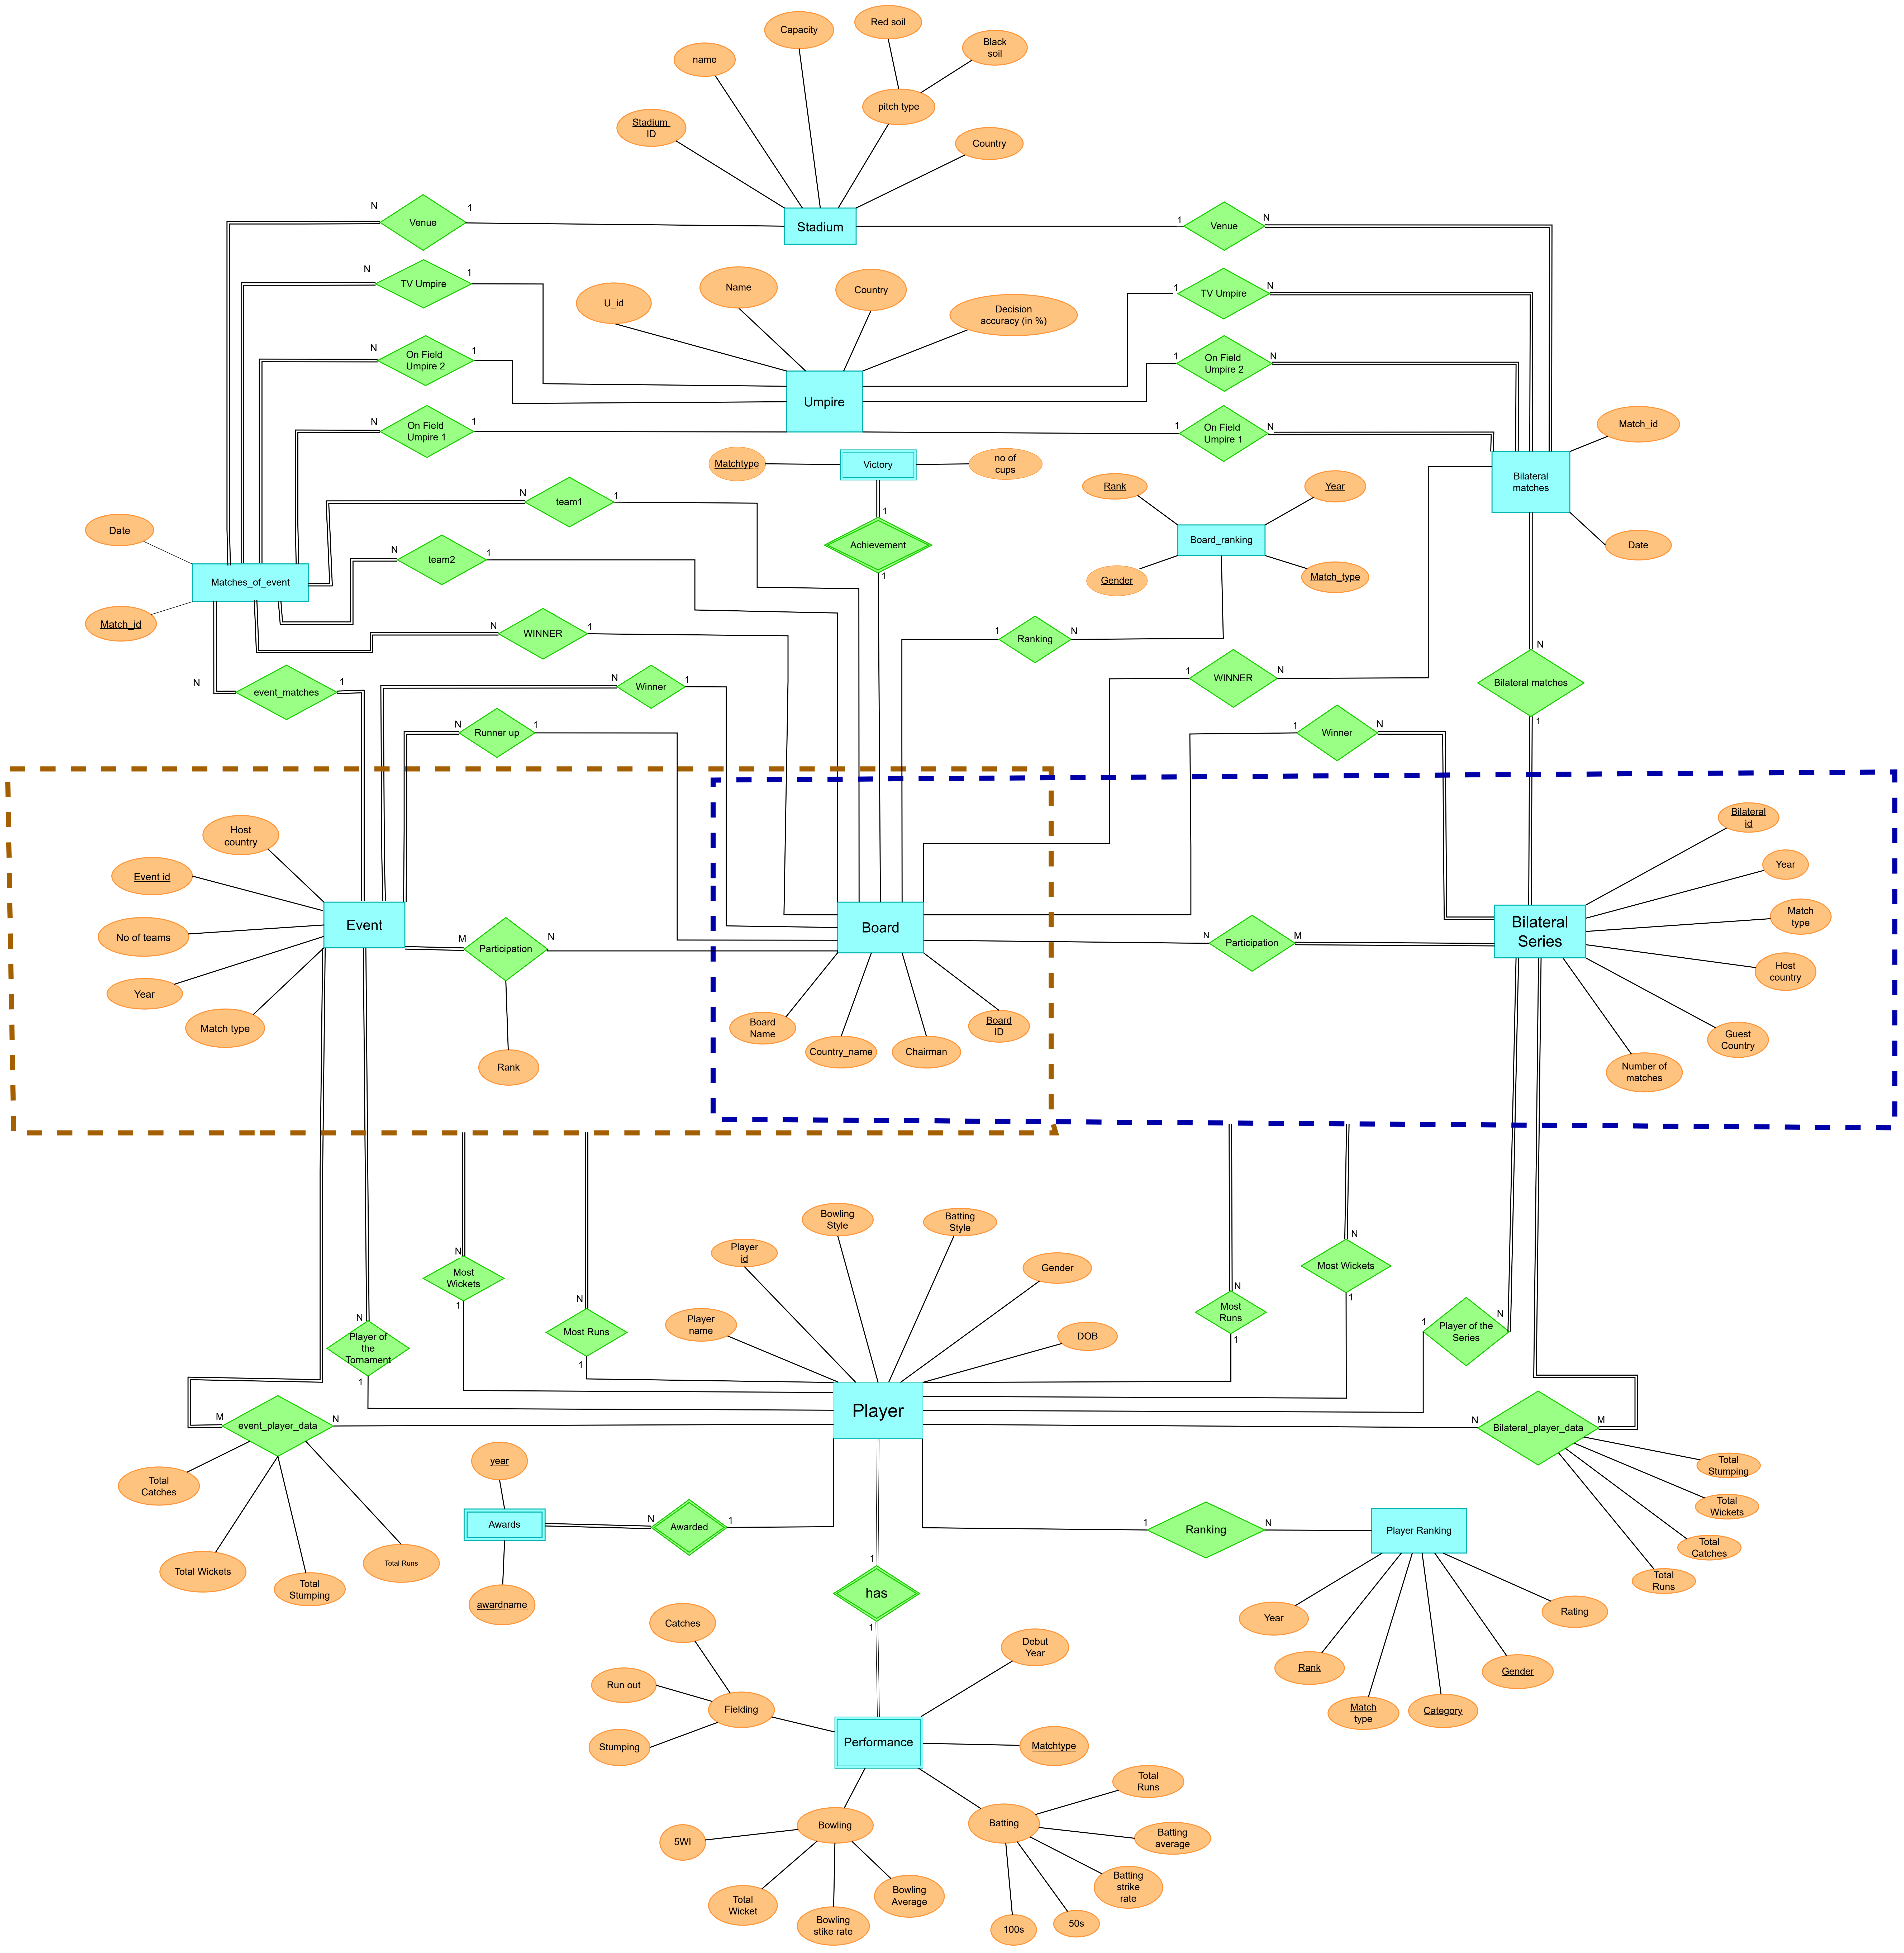 Red soil
Capacity
Black
soil
name
pitch type
Stadium
ID
Country
N
1
Venue
Stadium
1
N
Venue
N
1
TV Umpire
U_id
Name
Country
Decision
accuracy (in %)
1
N
TV Umpire
N
1
On Field
Umpire 2
Umpire
1
N
On Field
Umpire 2
N
1
On Field
Umpire 1
1
N
On Field
Umpire 1
Match_id
Matchtype
Victory
no of
cups
Bilateral
matches
N
1
team1
1
Rank
Year
Date
Achievement
Board_ranking
Date
N
1
team2
1
Gender
Match_type
Matches_of_event
Match_id
N
1
WINNER
1
N
Ranking
N
1
N
event_matches
N
1
Winner
1
N
WINNER
N
Bilateral matches
1
N
1
Runner up
1
N
Winner
Host
country
Event id
No of teams
Year
Match type
Event
M
N
Participation
Rank
Board
Board
Name
Country_name
Chairman
Board
ID
N
M
Participation
Bilateral
Series
Bilateral
id
Year
Match
type
Host
country
Guest
Country
Number of
matches
Bowling
Style
Batting
Style
Player
id
Gender
Player
name
DOB
N
Most
Wickets
1
N
Most Runs
1
N
Player of
the
Tornament
1
N
Most
Runs
1
N
Most Wickets
1
1
N
Player of the
Series
Player
M
N
event_player_data
N
M
Bilateral_player_data
Total
Catches
Total Wickets
Total
Stumping
Total Runs
Total
Stumping
Total
Wickets
Total
Catches
Total
Runs
year
Awards
awardname
N
1
Awarded
1
has
1
1
N
Ranking
Player Ranking
Year
Rank
Match
type
Category
Gender
Rating
Catches
Run out
Fielding
Stumping
Debut
Year
Performance
Matchtype
Bowling
5WI
Total
Wicket
Bowling
stike rate
Bowling
Average
Batting
Total
Runs
Batting
average
Batting
strike
rate
50s
100s